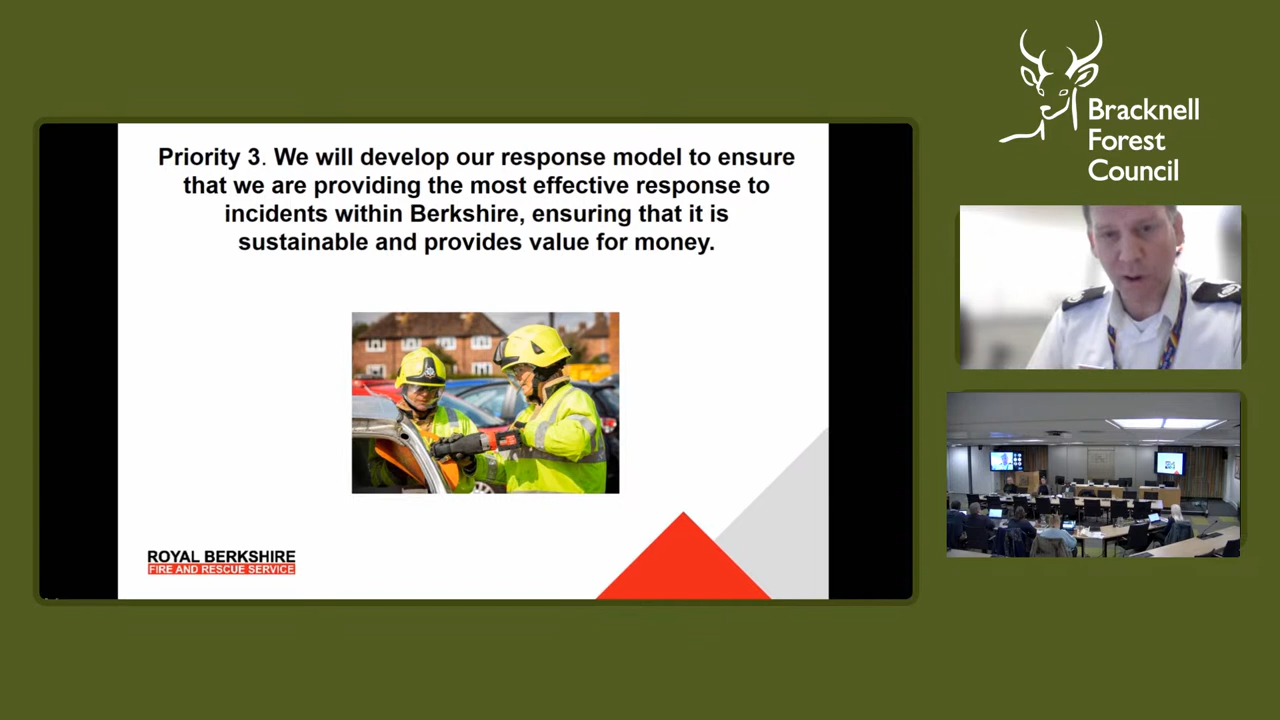 Priority 3. We will develop our response model to ensure
that we are providing the most effective response to
incidents within Berkshire, ensuring that it is
sustainable and provides value for money.
ROYAL BERKSHIRE
FIRE AND RESCUE SERVICE
Bracknell
Forest
Council